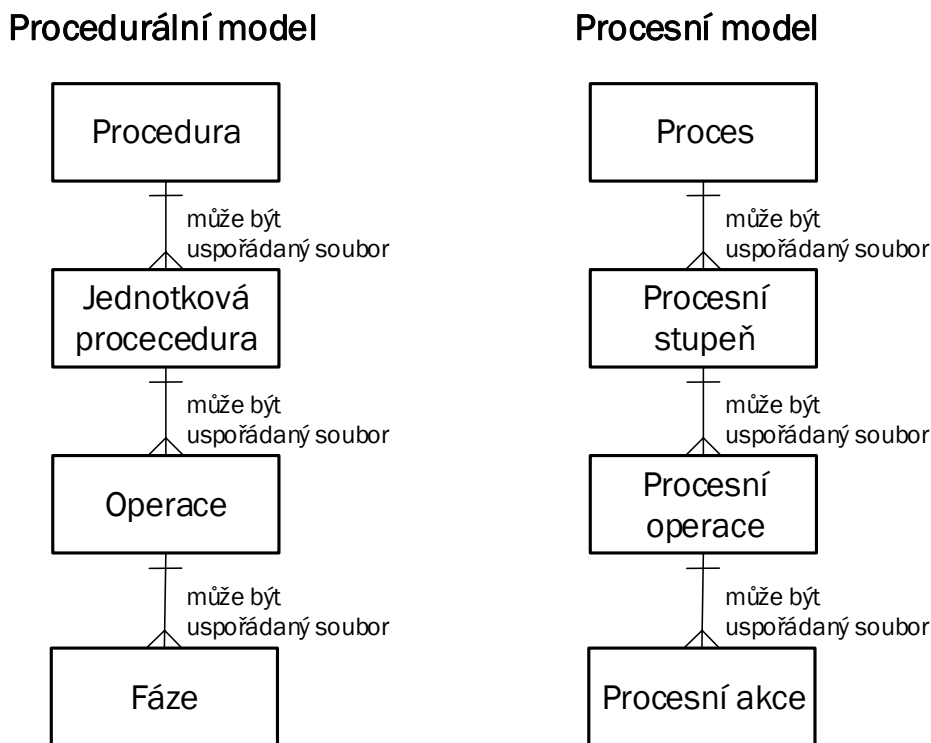 Procedurální model
Procedura
může být
uspořádaný soubor
Jednotková
procecedura
může být
uspořádaný soubor
Operace
může být
uspořádaný soubor
Fáze
Procesní model
Proces
může být
uspořádaný soubor
Procesní
stupeň
může být
uspořádaný soubor
Procesní
operace
může být
uspořádaný soubor
Procesní akce